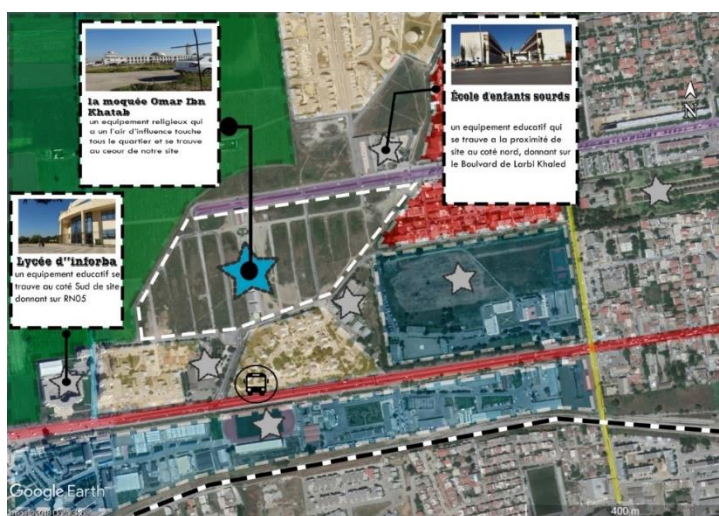 la moquée Omar Ibn
Khatab
un equipement religieux qui
a un l'air d'influence touche
tous le quartier et se trouve
au ceour de notre site
École d'enfants sourds
un equipement educatif qui
se trouve a la proximité de
site au coté nord, donnant sur
le Boulvard de Larbi Khaled
N
Lycée d''inforba
un equipement educatif se
trouve au coté Sud de site
donnant sur RN05
Google Earth
400 m